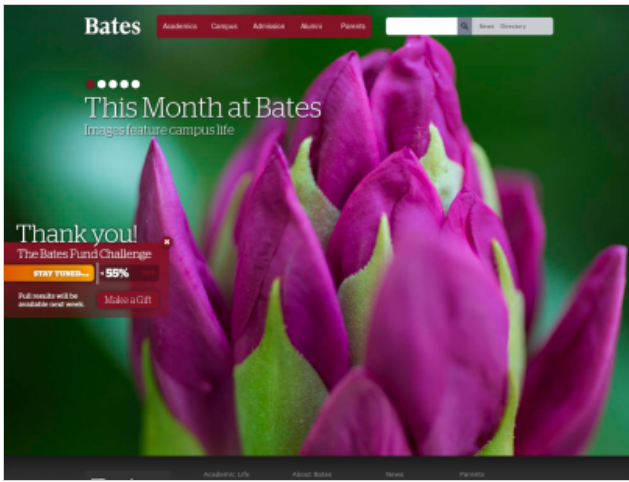 Bates
Academics Campus Admission Alumni Parents
News Directory
This Month at Bates
Images feature campus life
Thank you!
The Bates Fund Challenge
STAY TUNED... 55%
Full results will be
available next week.
Make a Gift
Academic Life About Bates News Parents